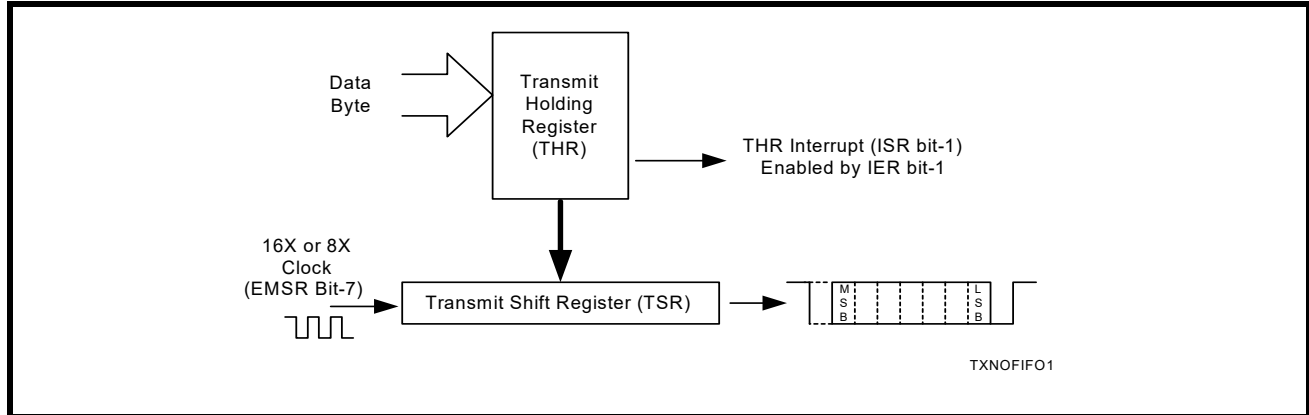 Data
Byte
Transmit
Holding
Register
(THR)
THR Interrupt (ISR bit-1)
Enabled by IER bit-1
16X or 8X
Clock
(EMSR Bit-7)
Transmit Shift Register (TSR)
M
S
B
L
S
B
TXNOFIFO1